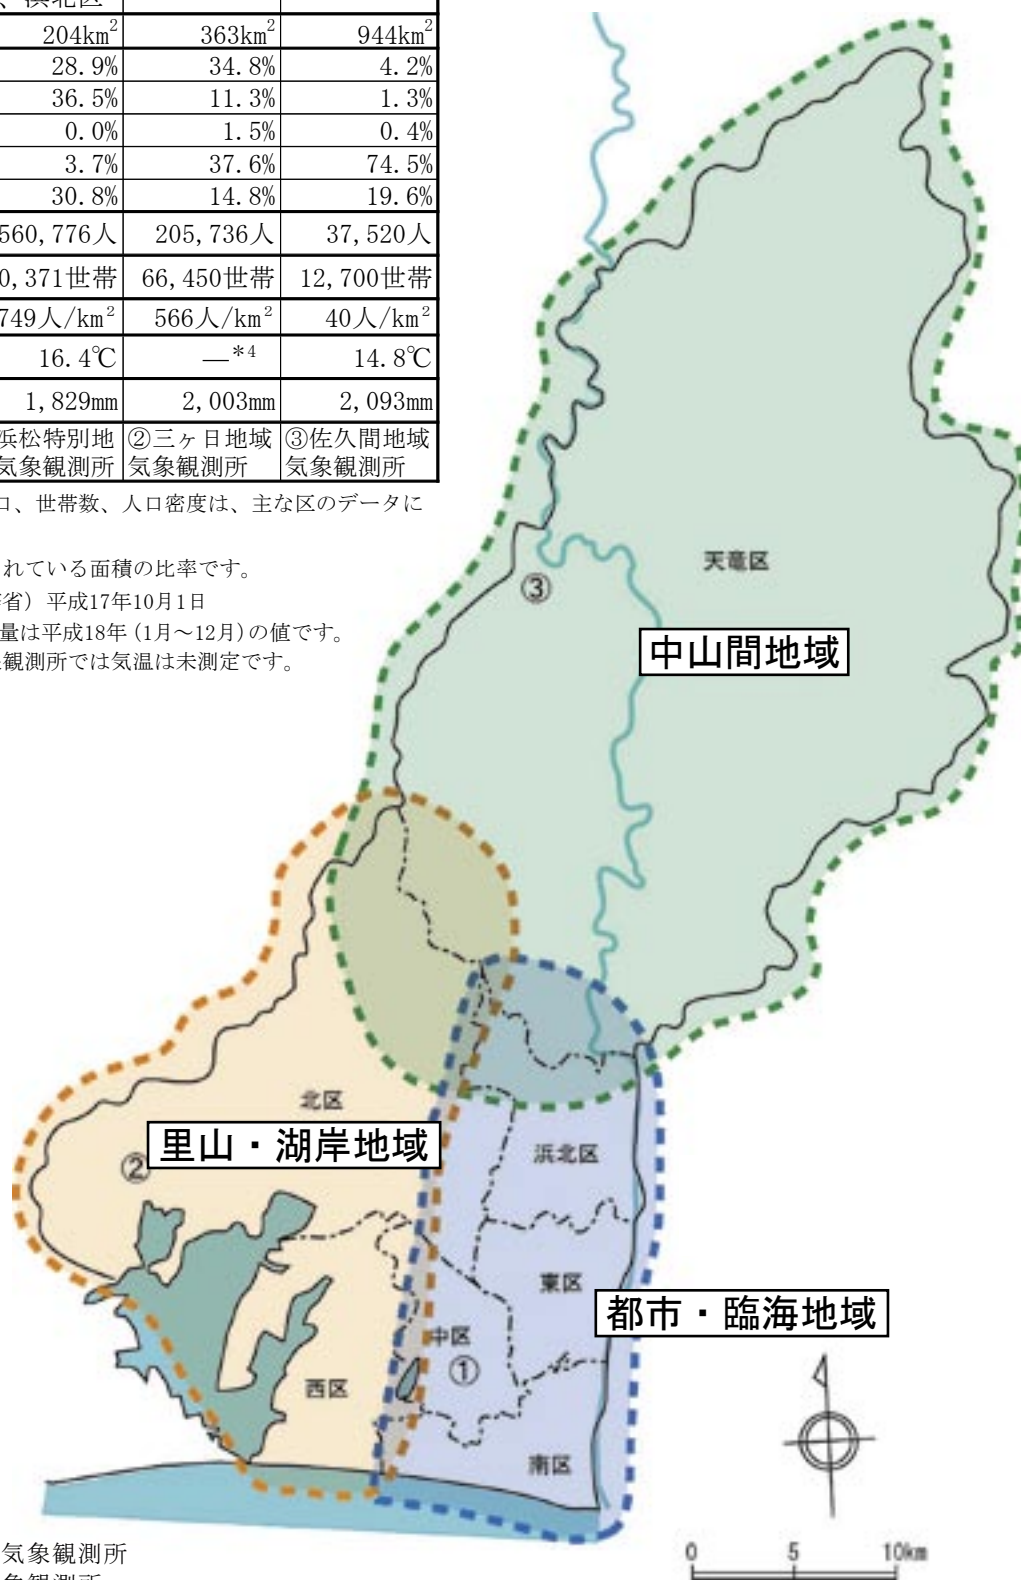 、浜北区
204km² 363km² 944km²
28.9% 34.8% 4.2%
36.5% 11.3% 1.3%
0.0% 1.5% 0.4%
3.7% 37.6% 74.5%
30.8% 14.8% 19.6%
560,776人 205,736人 37,520人
0,371世帯 66,450世帯 12,700世帯
749人/km² 566人/km² 40人/km²
16.4℃ ―*4 14.8℃
1,829mm 2,003mm 2,093mm
浜松特別地 ②三ヶ日地域 ③佐久間地域
気象観測所 気象観測所 気象観測所
口、世帯数、人口密度は、主な区のデータに
れている面積の比率です。
省）平成17年10月1日
量は平成18年(1月～12月)の値です。
観測所では気温は未測定です。
天竜区
③
中山間地域
北区
里山・湖岸地域
②
浜北区
東区
都市・臨海地域
中区
①
西区
南区
気象観測所
象観測所
0 5 10km